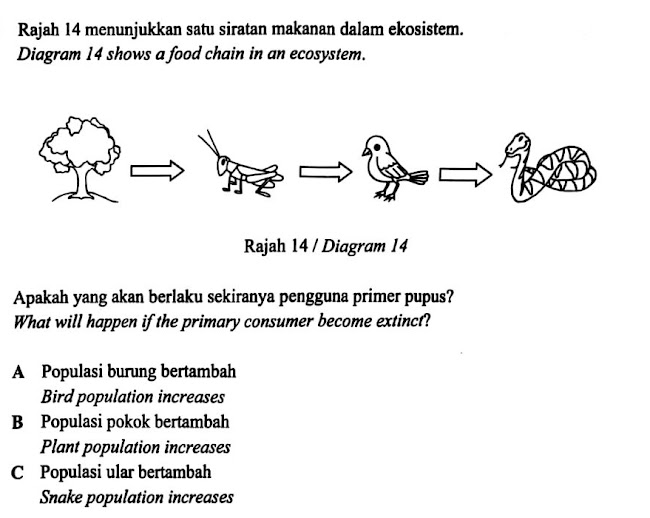 Rajah 14 menunjukkan satu siratan makanan dalam ekosistem.
Diagram 14 shows a food chain in an ecosystem.
Rajah 14 / Diagram 14
Apakah yang akan berlaku sekiranya pengguna primer pupus?
What will happen if the primary consumer become extinct?
A Populasi burung bertambah
Bird population increases
B Populasi pokok bertambah
Plant population increases
C Populasi ular bertambah
Snake population increases